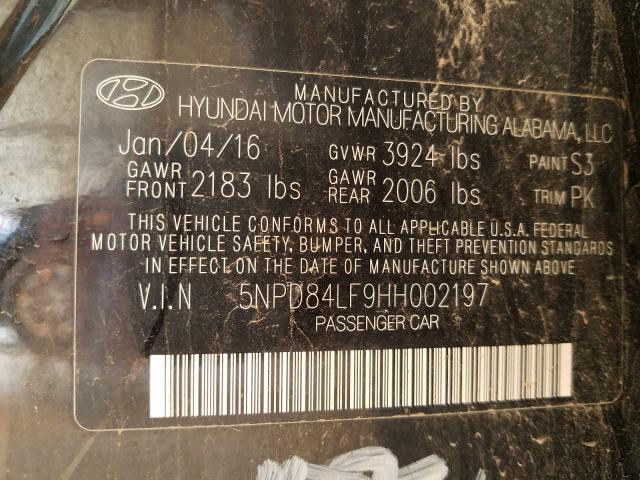 MANUFACTURED BY
HYUNDAI MOTOR MANUFACTURING ALABAMA, LLC
Jan/04/16 GVWR 3924 lbs PAINT S3
GAWR FRONT 2183 lbs GAWR REAR 2006 lbs TRIM PK
THIS VEHICLE CONFORMS TO ALL APPLICABLE U.S.A. FEDERAL
MOTOR VEHICLE SAFETY, BUMPER, AND THEFT PREVENTION STANDARDS
IN EFFECT ON THE DATE OF MANUFACTURE SHOWN ABOVE
V.I.N 5NPD84LF9HH002197
PASSENGER CAR